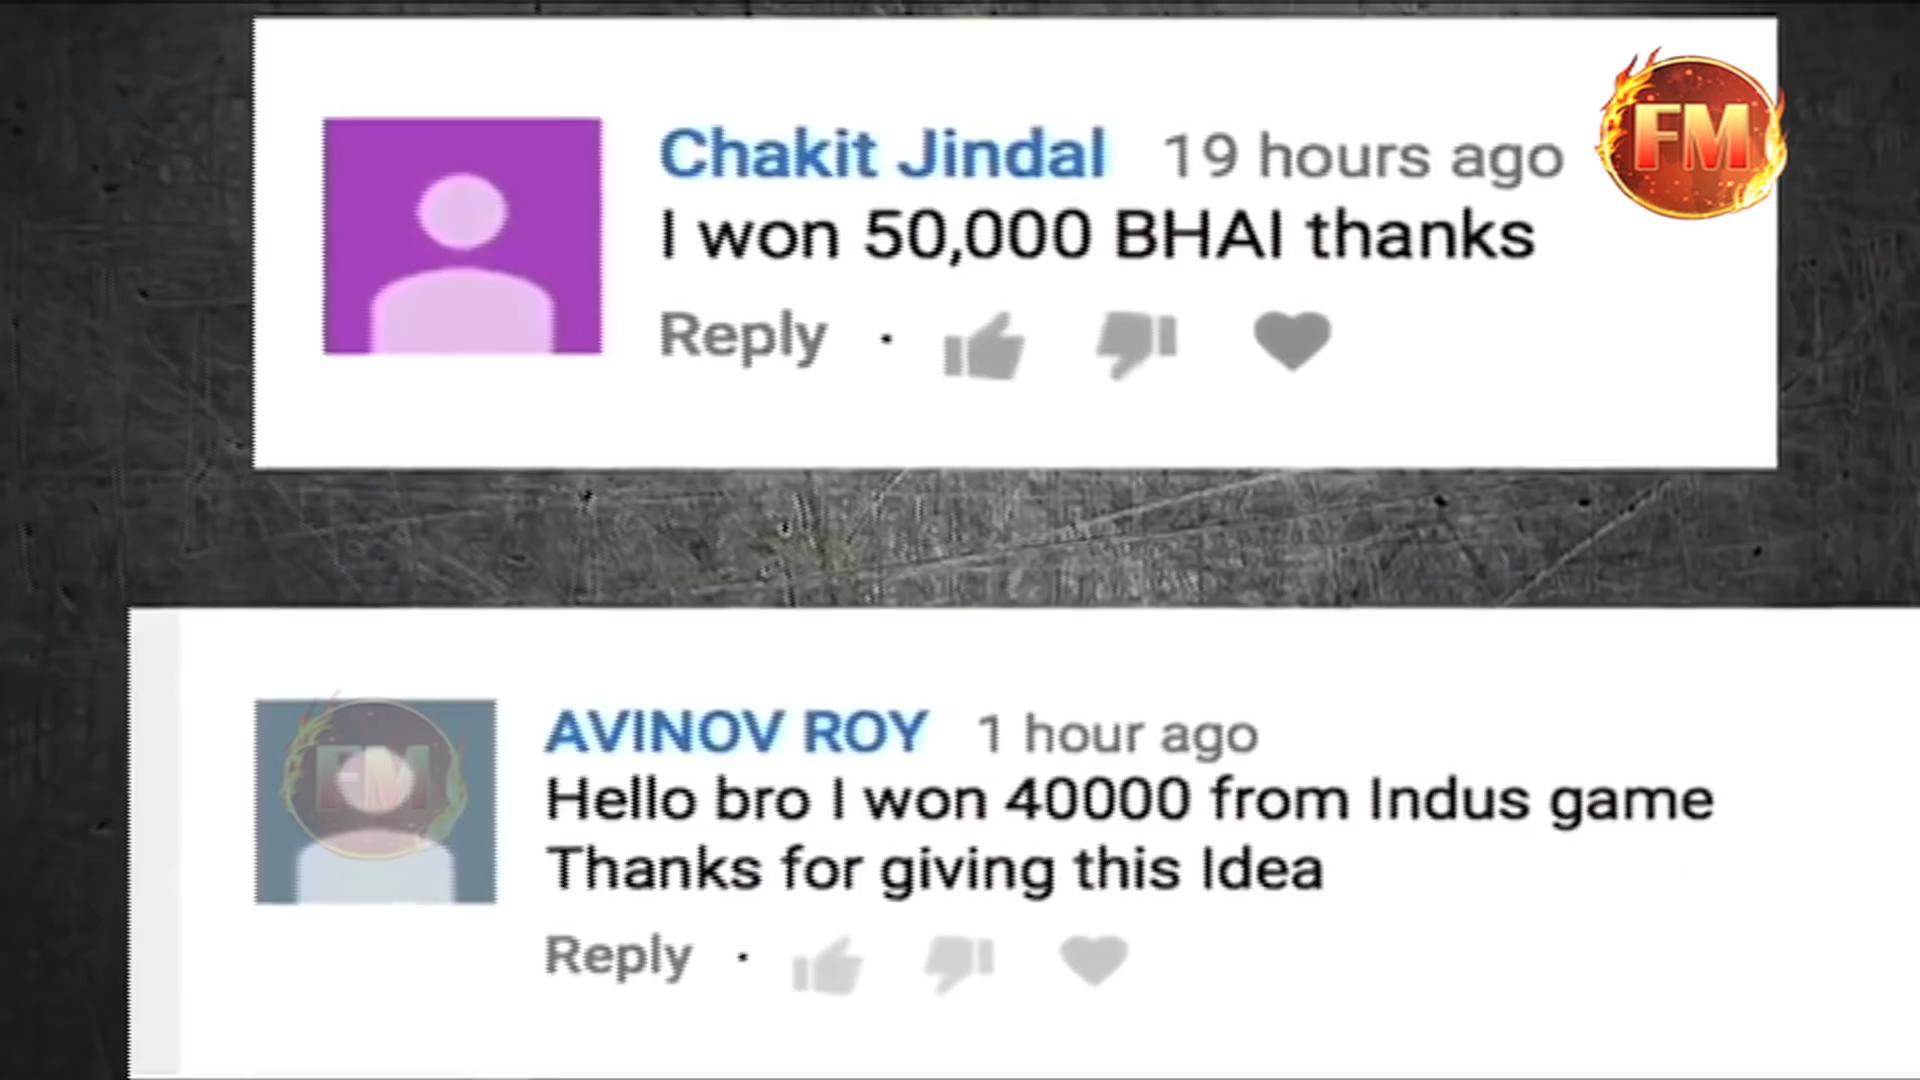 FM
Chakit Jindal 19 hours ago
I won 50,000 BHAI thanks
Reply ·
FM
AVINOV ROY 1 hour ago
Hello bro I won 40000 from Indus game
Thanks for giving this Idea
Reply ·